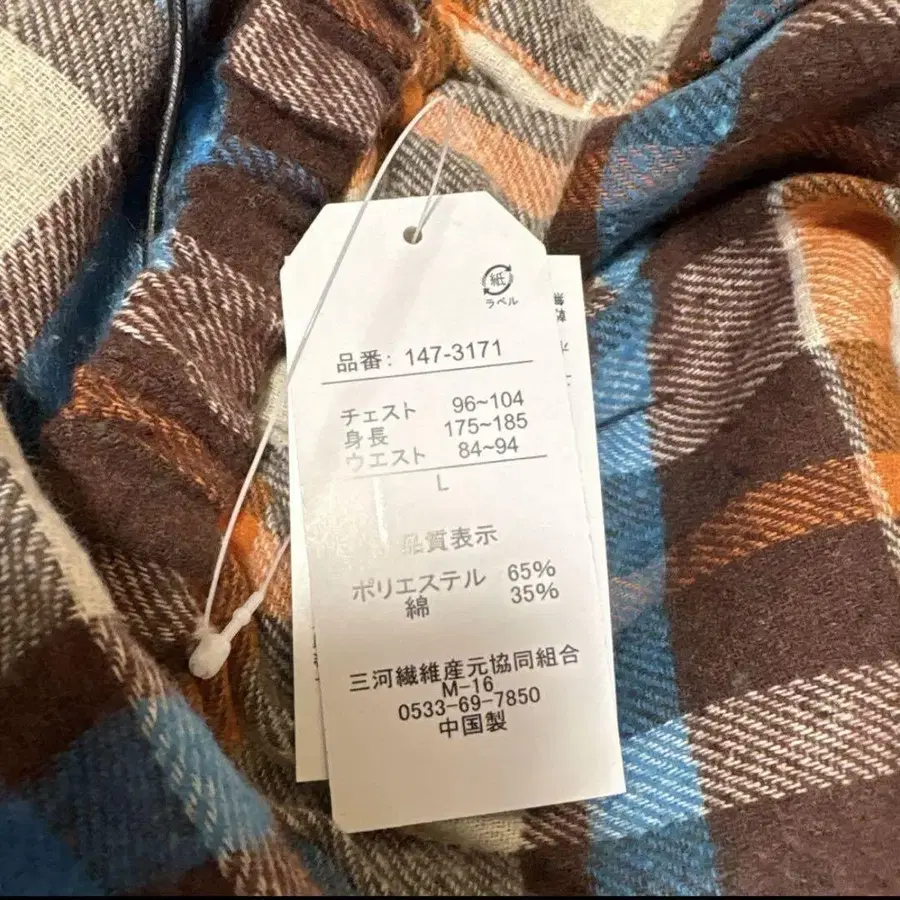 紙
ラベル
品番: 147-3171
チェスト 96~104
身長 175~185
ウエスト 84~94
L
品質表示
ポリエステル 65%
綿 35%
三河繊維産元協同組合
M-16
0533-69-7850
中国製